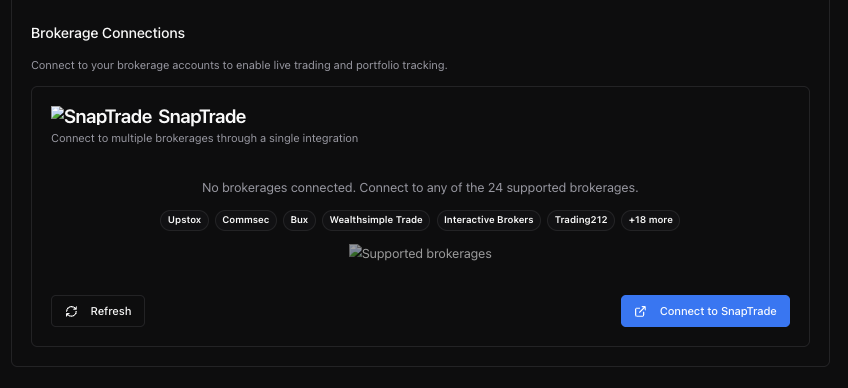 Brokerage Connections
Connect to your brokerage accounts to enable live trading and portfolio tracking.
SnapTrade SnapTrade
Connect to multiple brokerages through a single integration
No brokerages connected. Connect to any of the 24 supported brokerages.
Upstox Commsec Bux Wealthsimple Trade Interactive Brokers Trading212 +18 more
Supported brokerages
Refresh Connect to SnapTrade